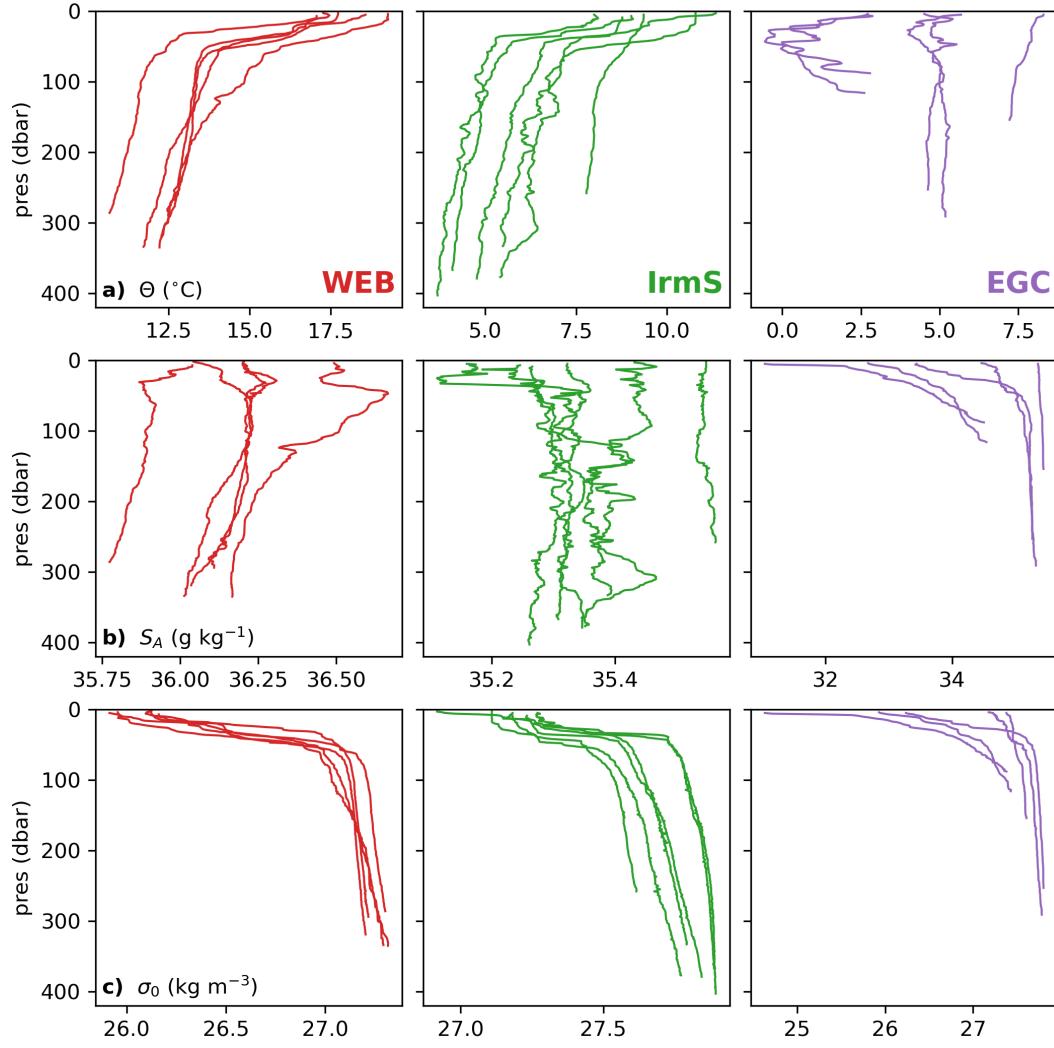 0
100
200
300
400
pres (dbar)
a) Θ (°C)
WEB
IrmS
EGC
12.5 15.0 17.5
5.0 7.5 10.0
0.0 2.5 5.0 7.5
0
100
200
300
400
pres (dbar)
b) S_A (g kg⁻¹)
35.75 36.00 36.25 36.50
35.2 35.4
32 34
0
100
200
300
400
pres (dbar)
c) σ₀ (kg m⁻³)
26.0 26.5 27.0
27.0 27.5
25 26 27